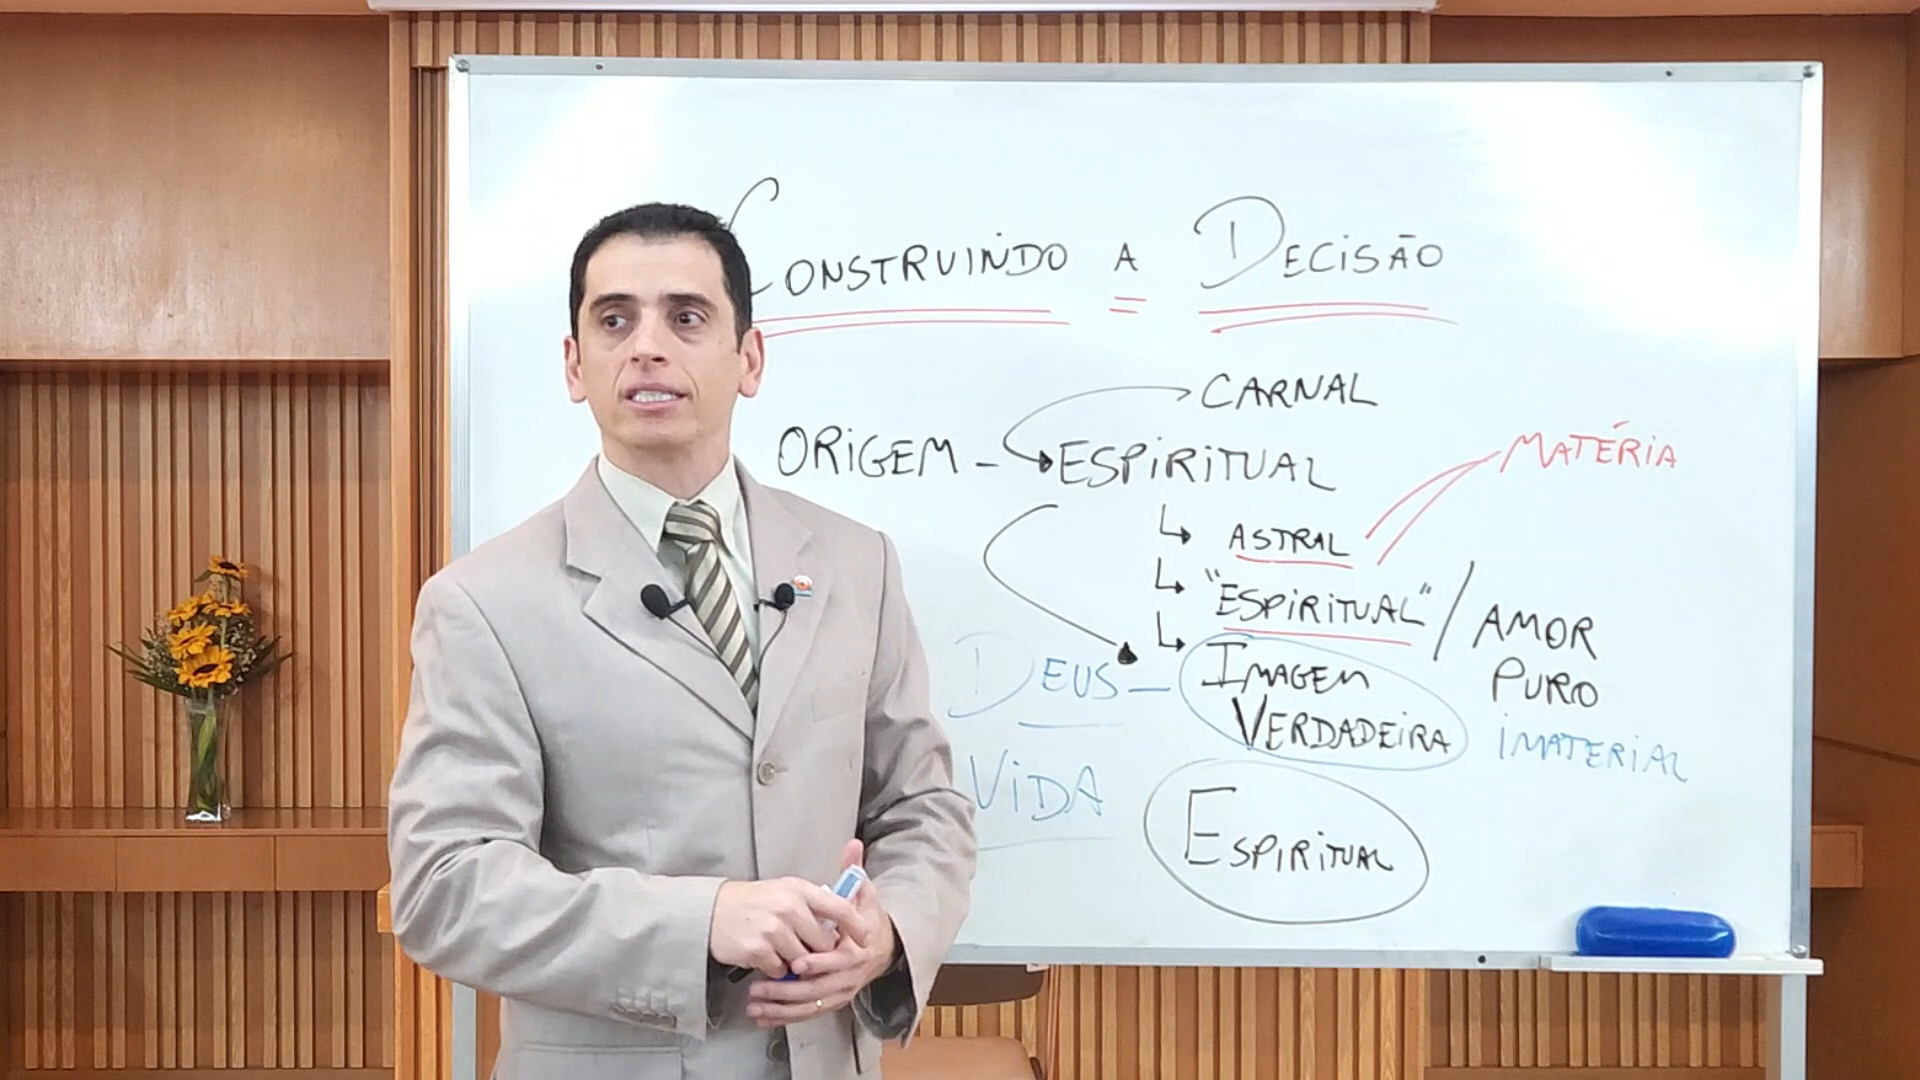 CONSTRUINDO A DECISÃO
CARNAL
ORIGEM - ESPIRITUAL
MATÉRIA
ASTRAL
"ESPIRITUAL" / AMOR
PURO
DEUS - IMAGEM
VERDADEIRA
IMATERIAL
VIDA
ESPIRITUAL